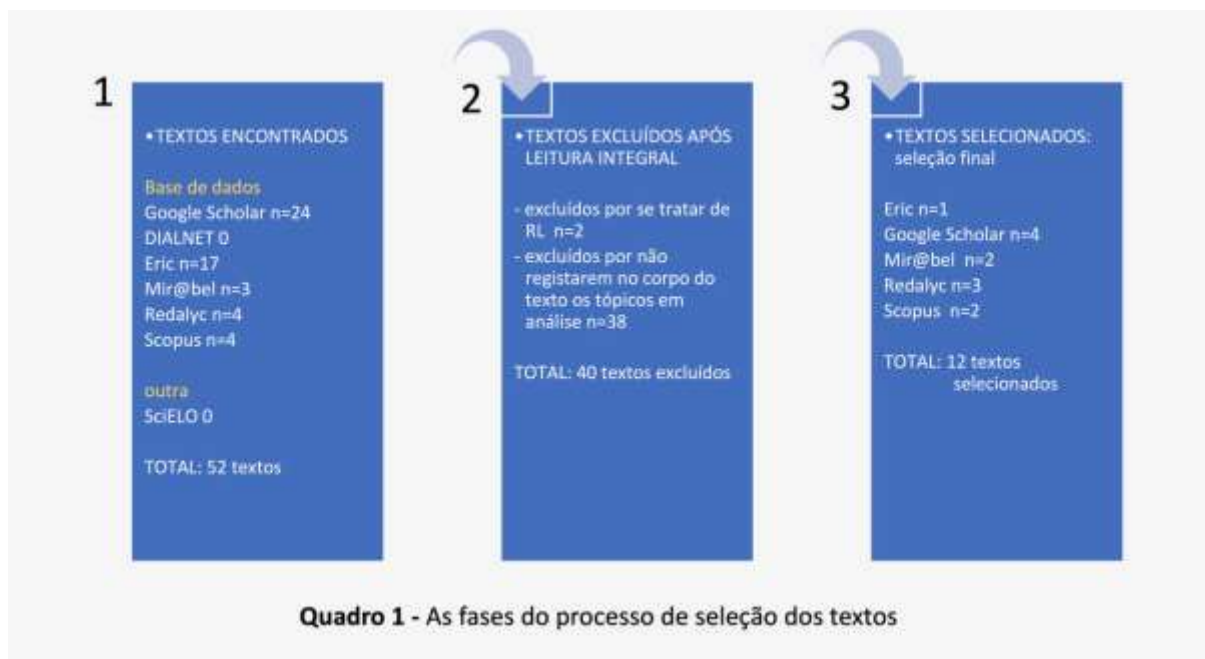 1
•TEXTOS ENCONTRADOS
Base de dados
Google Scholar n=24
DIALNET 0
Eric n=17
Mir@bel n=3
Redalyc n=4
Scopus n=4
outra
SciELO 0
TOTAL: 52 textos
2
•TEXTOS EXCLUÍDOS APÓS
LEITURA INTEGRAL
- excluídos por se tratar de
RL n=2
- excluídos por não
registarem no corpo do
texto os tópicos em
análise n=38
TOTAL: 40 textos excluídos
3
•TEXTOS SELECIONADOS:
seleção final
Eric n=1
Google Scholar n=4
Mir@bel n=2
Redalyc n=3
Scopus n=2
TOTAL: 12 textos
selecionados
Quadro 1 - As fases do processo de seleção dos textos